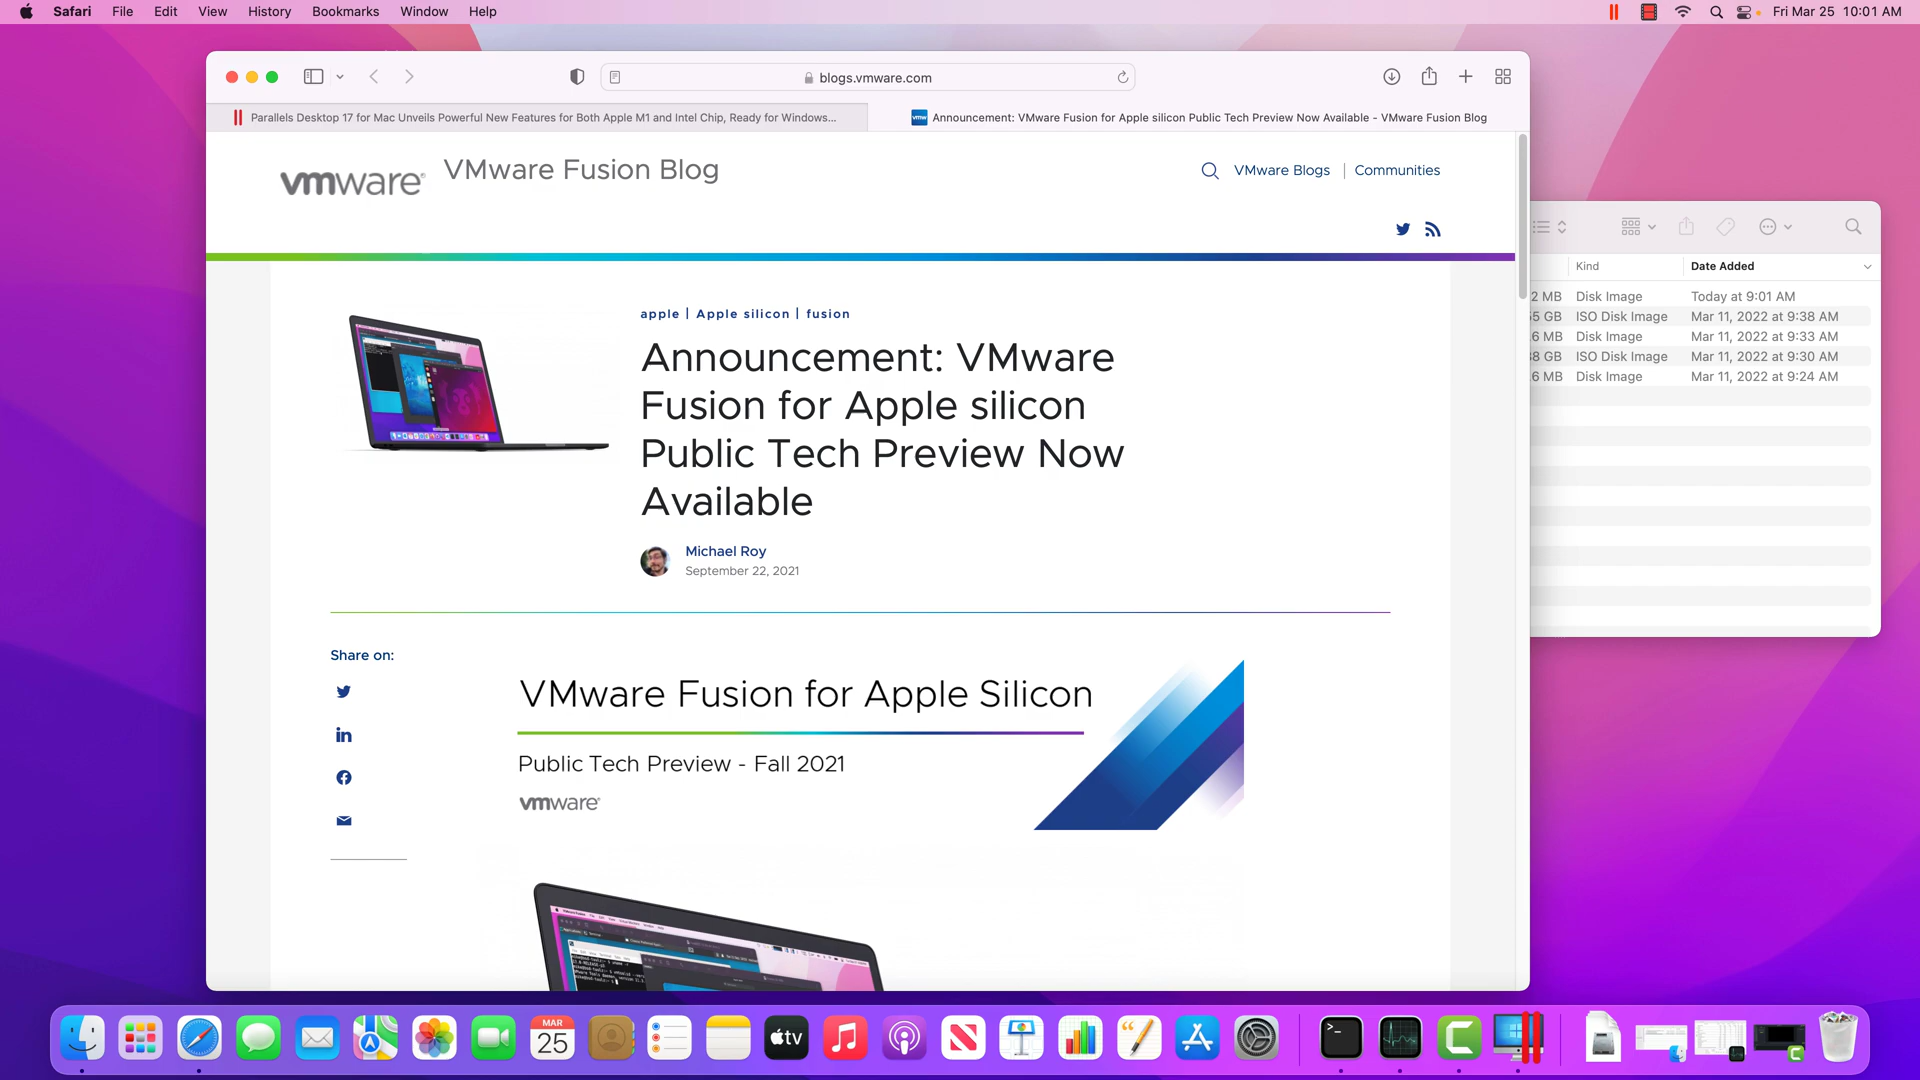 Safari File Edit View History Bookmarks Window Help
Fri Mar 25 10:01 AM
blogs.vmware.com
Parallels Desktop 17 for Mac Unveils Powerful New Features for Both Apple M1 and Intel Chip, Ready for Windows...
vmw Announcement: VMware Fusion for Apple silicon Public Tech Preview Now Available - VMware Fusion Blog
vmware® VMware Fusion Blog
VMware Blogs | Communities
apple | Apple silicon | fusion
Announcement: VMware
Fusion for Apple silicon
Public Tech Preview Now
Available
Michael Roy
September 22, 2021
Share on:
VMware Fusion for Apple Silicon
Public Tech Preview - Fall 2021
vmware®
Kind Date Added
2 MB Disk Image Today at 9:01 AM
5 GB ISO Disk Image Mar 11, 2022 at 9:38 AM
.6 MB Disk Image Mar 11, 2022 at 9:33 AM
38 GB ISO Disk Image Mar 11, 2022 at 9:30 AM
.6 MB Disk Image Mar 11, 2022 at 9:24 AM
MAR
25
tv